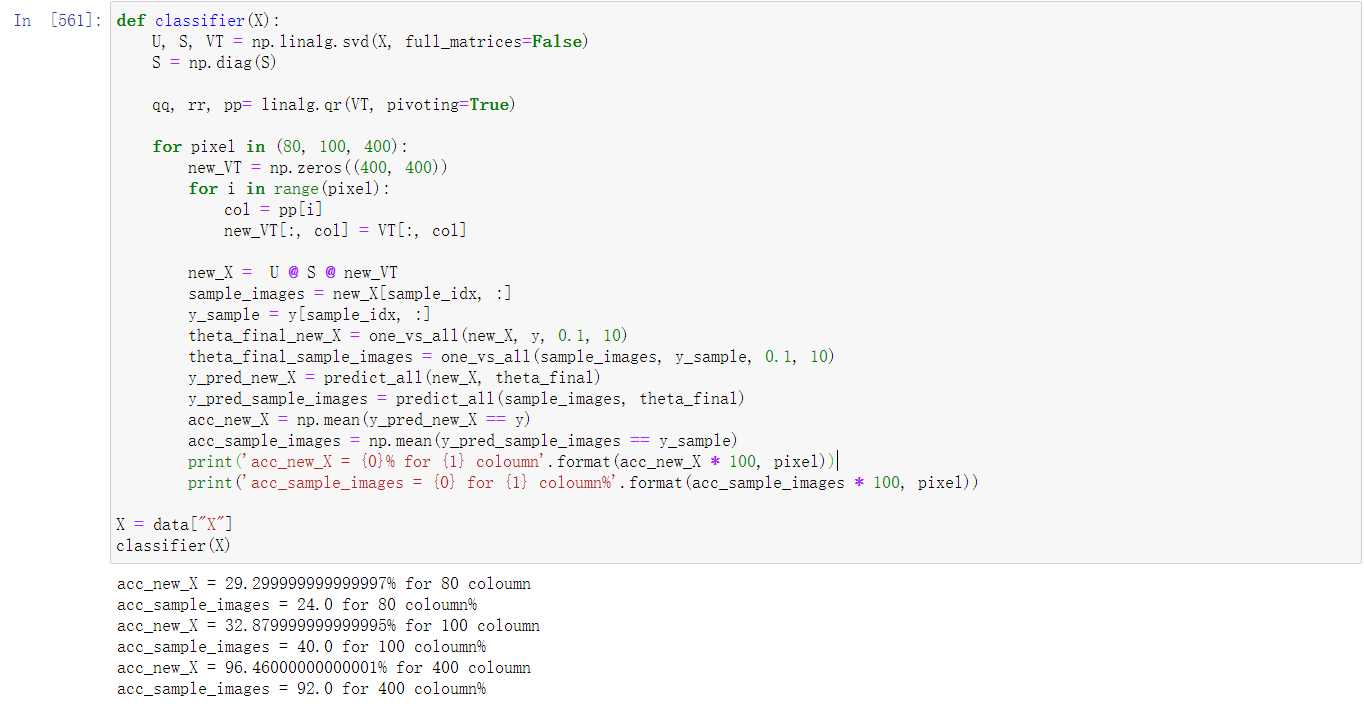 In [561]: def classifier(X):
    U, S, VT = np.linalg.svd(X, full_matrices=False)
    S = np.diag(S)

    qq, rr, pp= linalg.qr(VT, pivoting=True)

    for pixel in (80, 100, 400):
        new_VT = np.zeros((400, 400))
        for i in range(pixel):
            col = pp[i]
            new_VT[:, col] = VT[:, col]

        new_X =  U @ S @ new_VT
        sample_images = new_X[sample_idx, :]
        y_sample = y[sample_idx, :]
        theta_final_new_X = one_vs_all(new_X, y, 0.1, 10)
        theta_final_sample_images = one_vs_all(sample_images, y_sample, 0.1, 10)
        y_pred_new_X = predict_all(new_X, theta_final)
        y_pred_sample_images = predict_all(sample_images, theta_final)
        acc_new_X = np.mean(y_pred_new_X == y)
        acc_sample_images = np.mean(y_pred_sample_images == y_sample)
        print('acc_new_X = {0}% for {1} coloumn'.format(acc_new_X * 100, pixel))
        print('acc_sample_images = {0} for {1} coloumn%'.format(acc_sample_images * 100, pixel))

X = data["X"]
classifier(X)
acc_new_X = 29.299999999999997% for 80 coloumn
acc_sample_images = 24.0 for 80 coloumn%
acc_new_X = 32.879999999999995% for 100 coloumn
acc_sample_images = 40.0 for 100 coloumn%
acc_new_X = 96.46000000000001% for 400 coloumn
acc_sample_images = 92.0 for 400 coloumn%